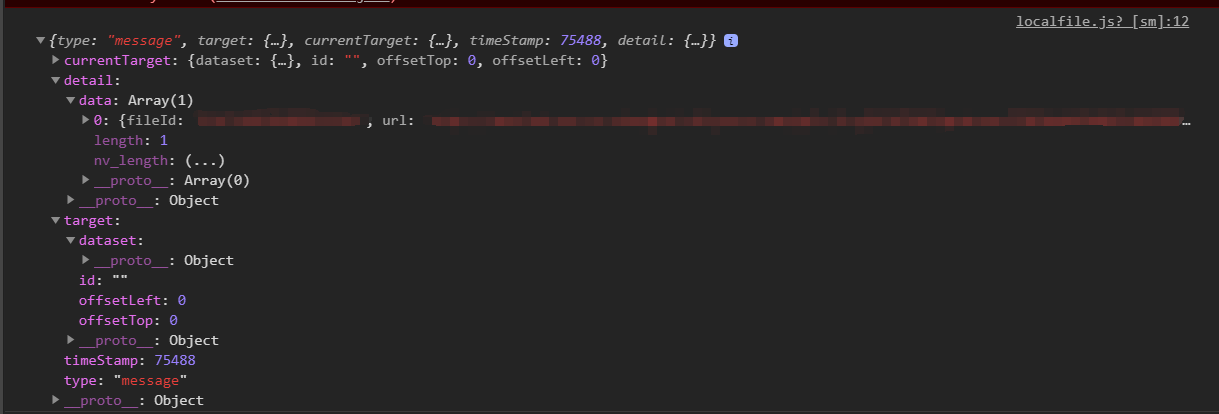 localfile.js? [sm]:12
▼{type: "message", target: {…}, currentTarget: {…}, timeStamp: 75488, detail: {…}} i
▶currentTarget: {dataset: {…}, id: "", offsetTop: 0, offsetLeft: 0}
▼detail:
▼data: Array(1)
▶0: {fileId: , url: …
length: 1
nv_length: (...)
▶__proto__: Array(0)
▶__proto__: Object
▼target:
▼dataset:
▶__proto__: Object
id: ""
offsetLeft: 0
offsetTop: 0
▶__proto__: Object
timeStamp: 75488
type: "message"
▶__proto__: Object